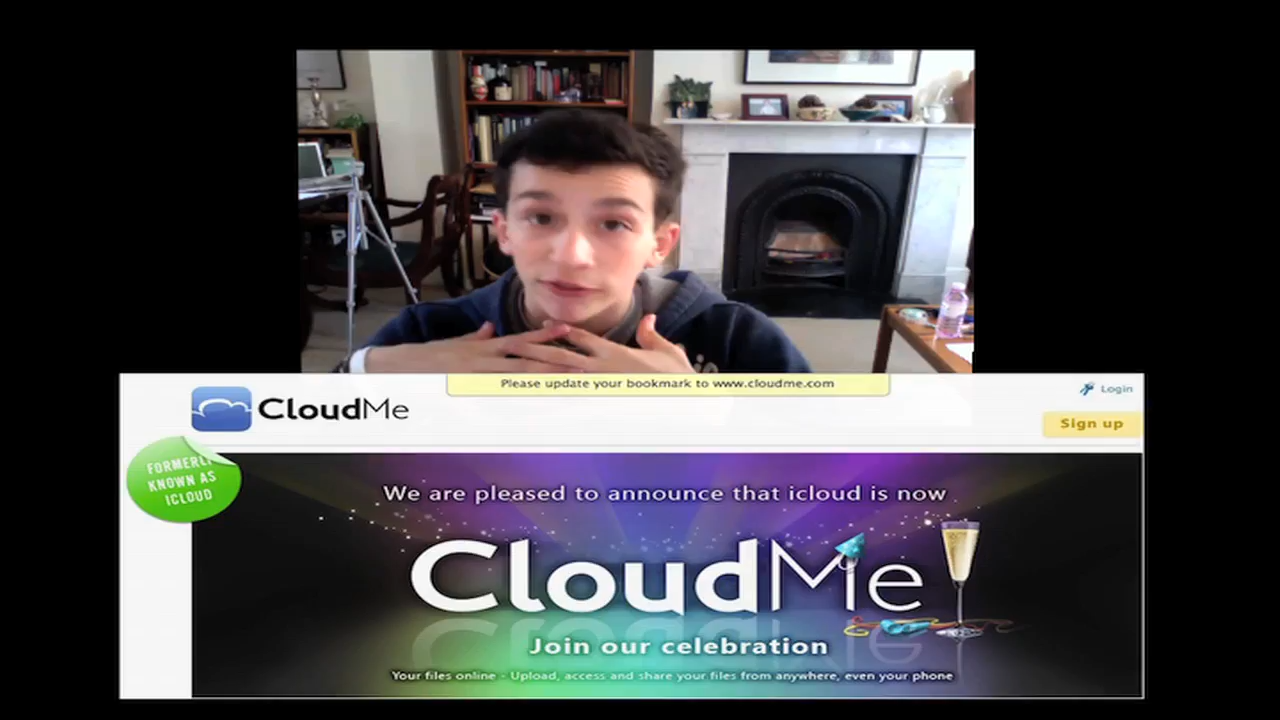 Please update your bookmark to www.cloudme.com
Login
CloudMe
Sign up
FORMERLY
KNOWN AS
ICLOUD
We are pleased to announce that icloud is now
CloudMe
Join our celebration
Your files online - Upload, access and share your files from anywhere, even your phone